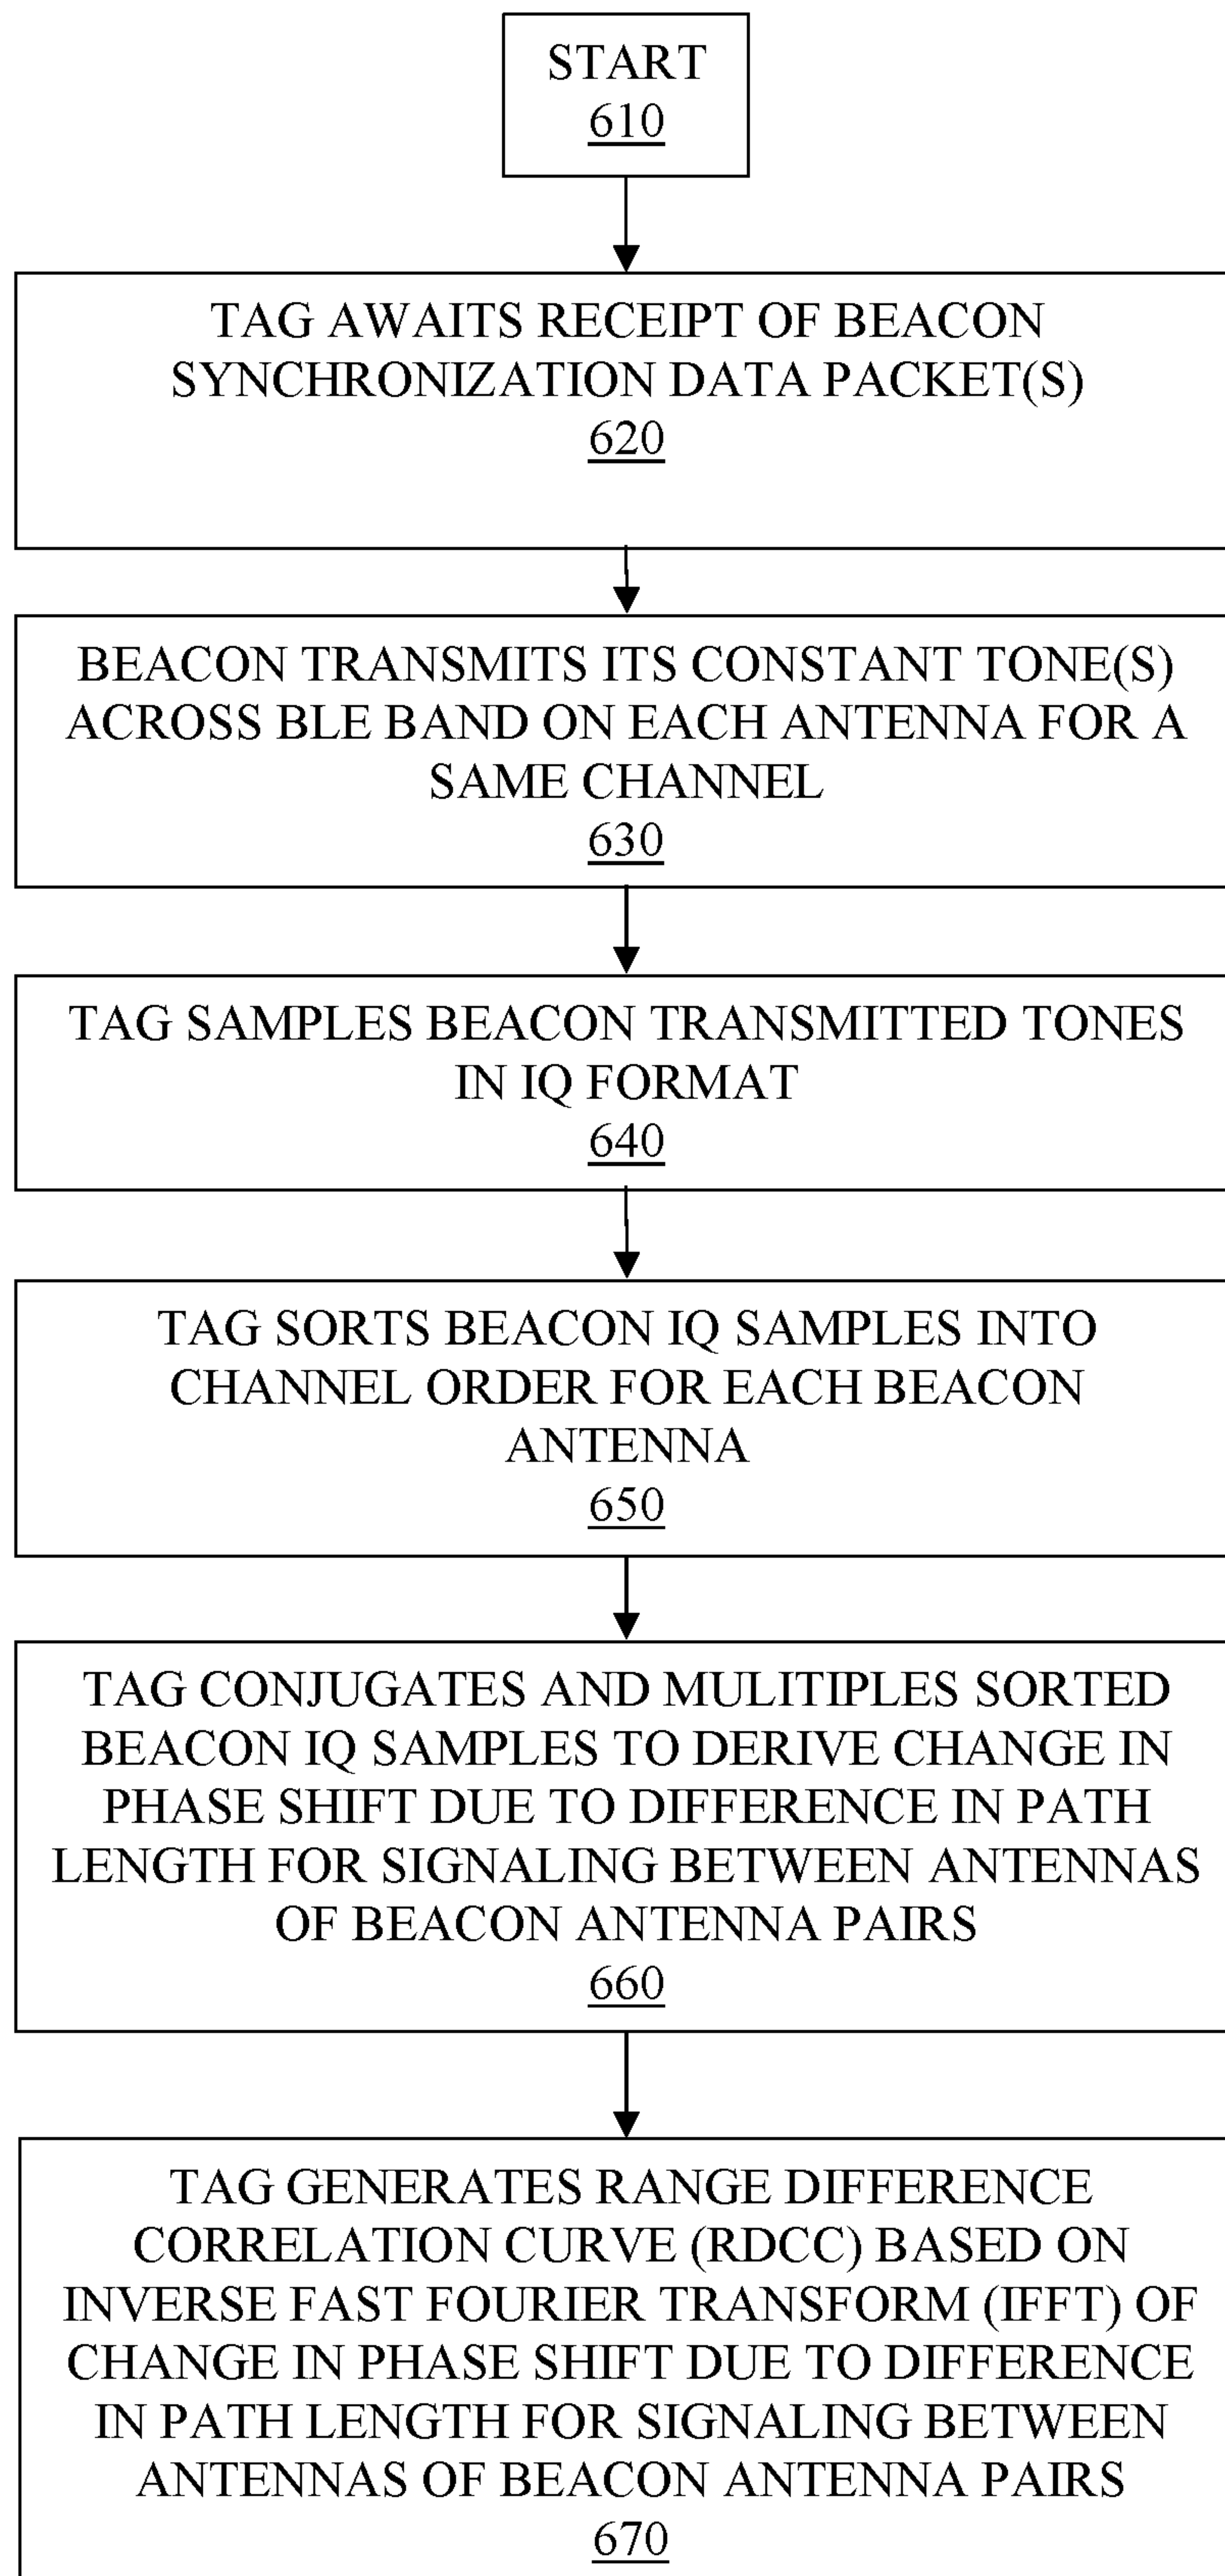 START
610
TAG AWAITS RECEIPT OF BEACON
SYNCHRONIZATION DATA PACKET(S)
620
BEACON TRANSMITS ITS CONSTANT TONE(S)
ACROSS BLE BAND ON EACH ANTENNA FOR A
SAME CHANNEL
630
TAG SAMPLES BEACON TRANSMITTED TONES
IN IQ FORMAT
640
TAG SORTS BEACON IQ SAMPLES INTO
CHANNEL ORDER FOR EACH BEACON
ANTENNA
650
TAG CONJUGATES AND MULITIPLES SORTED
BEACON IQ SAMPLES TO DERIVE CHANGE IN
PHASE SHIFT DUE TO DIFFERENCE IN PATH
LENGTH FOR SIGNALING BETWEEN ANTENNAS
OF BEACON ANTENNA PAIRS
660
TAG GENERATES RANGE DIFFERENCE
CORRELATION CURVE (RDCC) BASED ON
INVERSE FAST FOURIER TRANSFORM (IFFT) OF
CHANGE IN PHASE SHIFT DUE TO DIFFERENCE
IN PATH LENGTH FOR SIGNALING BETWEEN
ANTENNAS OF BEACON ANTENNA PAIRS
670